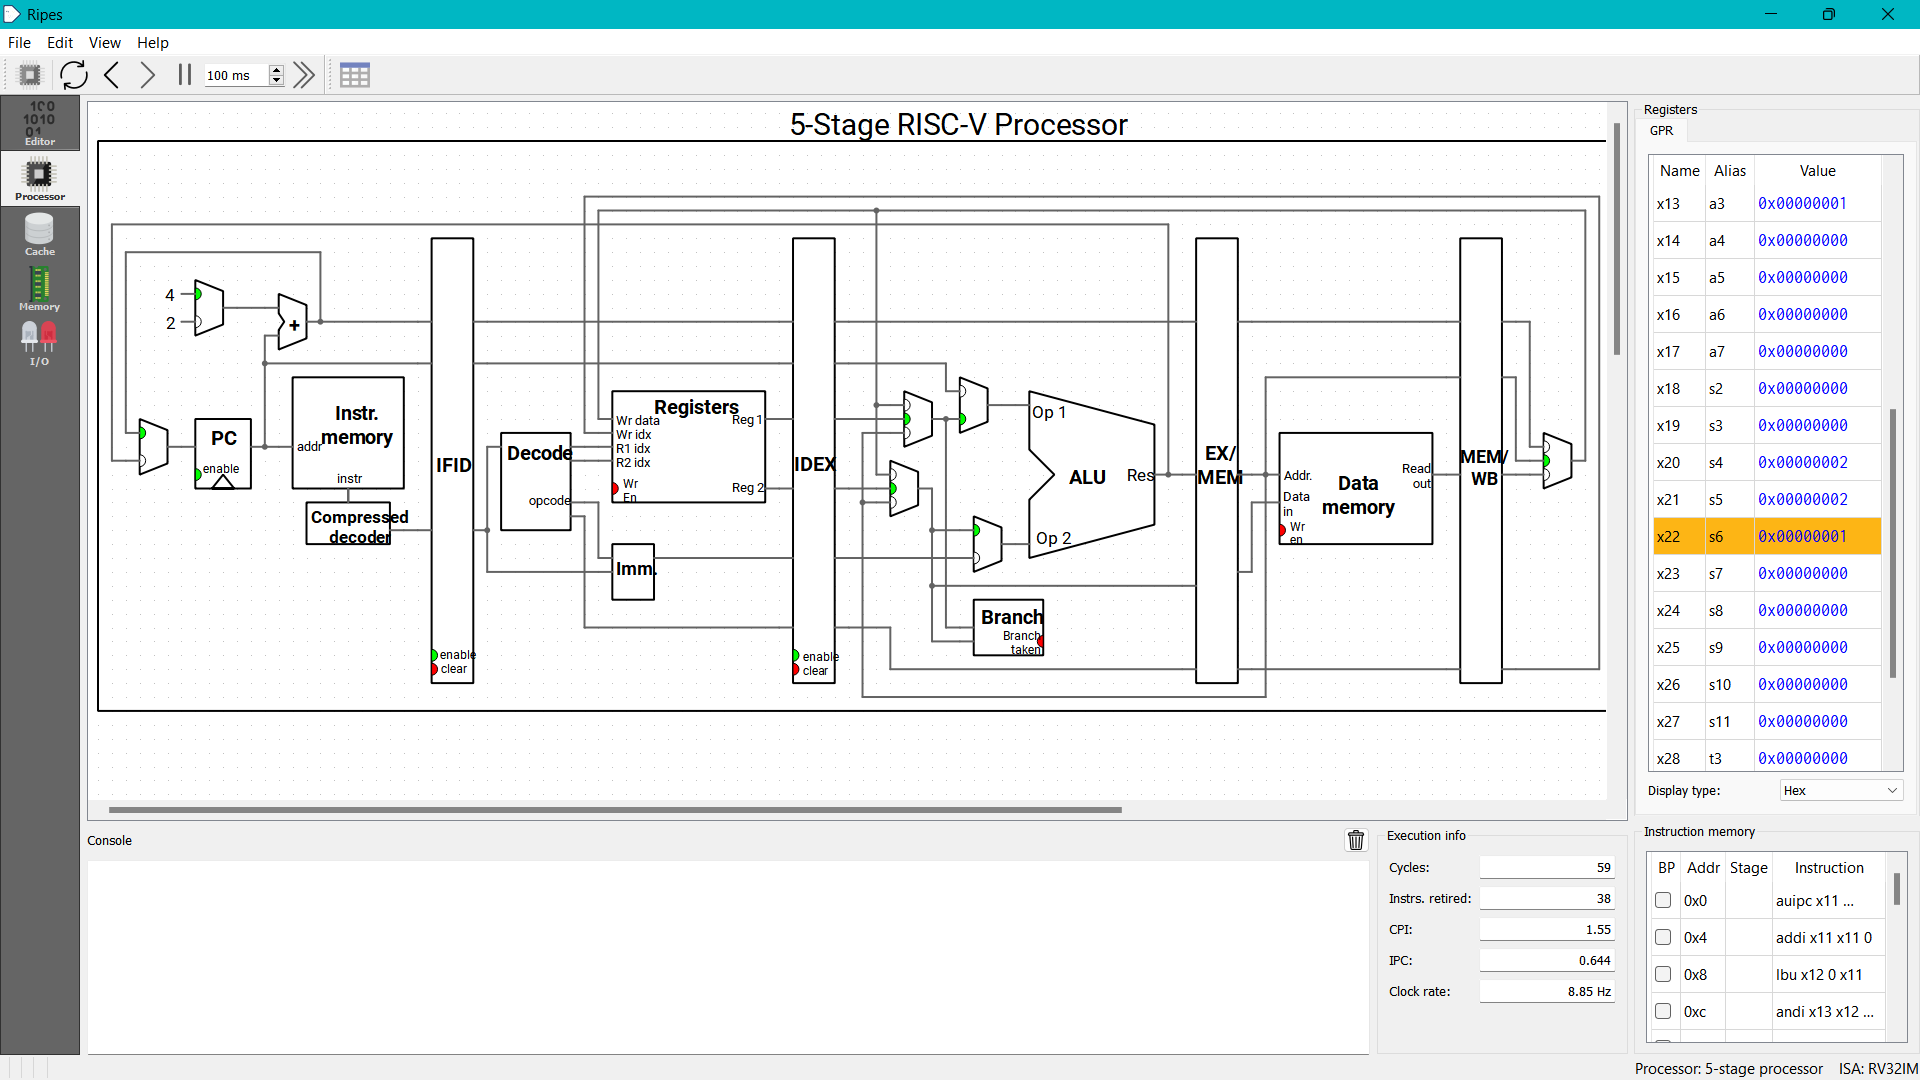 Ripes
File Edit View Help
100 ms
Editor
Processor
Cache
Memory
I/O
5-Stage RISC-V Processor
4
2
+
PC
enable
Instr.
memory
addr
instr
Compressed
decoder
IFID
enable
clear
Decode
opcode
Registers
Wr data
Wr idx
R1 idx
R2 idx
Wr
En
Reg 1
Reg 2
Imm.
IDEX
enable
clear
Op 1
ALU
Res
Op 2
Branch
Branch
taken
EX/
MEM
Addr.
Data
in
Wr
en
Data
memory
Read
out
MEM/
WB
Registers
GPR
Name Alias Value
x13 a3 0x00000001
x14 a4 0x00000000
x15 a5 0x00000000
x16 a6 0x00000000
x17 a7 0x00000000
x18 s2 0x00000000
x19 s3 0x00000000
x20 s4 0x00000002
x21 s5 0x00000002
x22 s6 0x00000001
x23 s7 0x00000000
x24 s8 0x00000000
x25 s9 0x00000000
x26 s10 0x00000000
x27 s11 0x00000000
x28 t3 0x00000000
Display type: Hex
Console
Execution info
Cycles: 59
Instrs. retired: 38
CPI: 1.55
IPC: 0.644
Clock rate: 8.85 Hz
Instruction memory
BP Addr Stage Instruction
0x0 auipc x11 ...
0x4 addi x11 x11 0
0x8 lbu x12 0 x11
0xc andi x13 x12 ...
Processor: 5-stage processor ISA: RV32IM